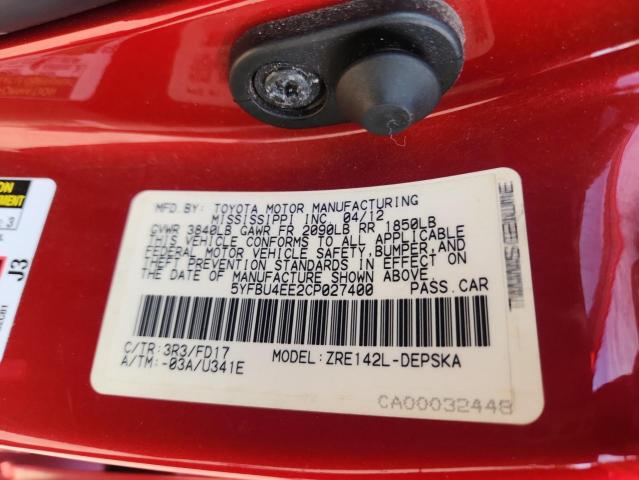 MFD.BY: TOYOTA MOTOR MANUFACTURING
MISSISSIPPI INC 04/12
GVWR 3840LB GAWR FR 2090LB RR 1850LB
THIS VEHICLE CONFORMS TO ALL APPLICABLE
FEDERAL MOTOR VEHICLE SAFETY,BUMPER,AND
THEFT PREVENTION STANDARDS IN EFFECT ON
THE DATE OF MANUFACTURE SHOWN ABOVE.
5YFBU4EE2CP027400 PASS.CAR
C/TR:3R3/FD17
A/TM:-03A/U341E
MODEL:ZRE142L-DEPSKA
CA00032448
J3
3